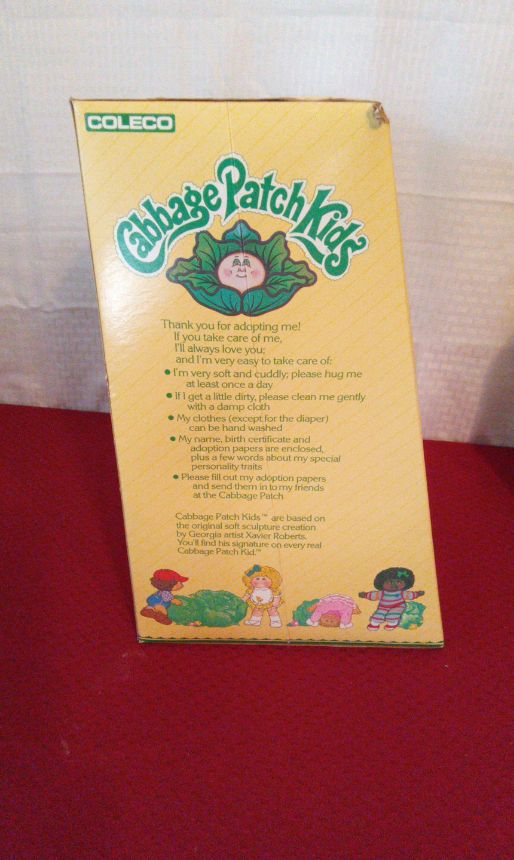 COLECO
Cabbage Patch Kids
Thank you for adopting me!
If you take care of me,
I'll always love you;
and I'm very easy to take care of:
• I'm very soft and cuddly; please hug me
at least once a day
• If I get a little dirty, please clean me gently
with a damp cloth
• My clothes (except for the diaper)
can be hand washed
• My name, birth certificate and
adoption papers are enclosed,
plus a few words about my special
personality traits
• Please fill out my adoption papers
and send them in to my friends
at the Cabbage Patch
Cabbage Patch Kids™ are based on
the original soft sculpture creation
by Georgia artist Xavier Roberts.
You'll find his signature on every real
Cabbage Patch Kid.™